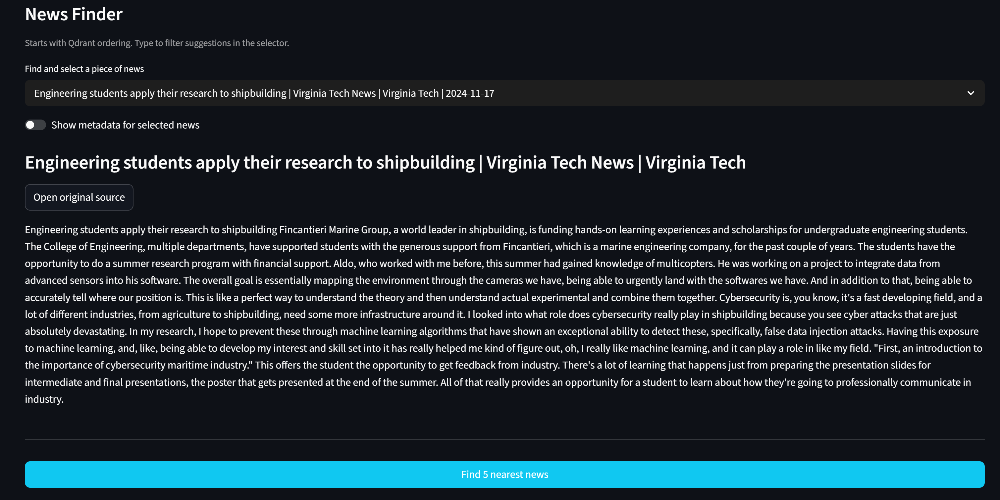 News Finder
Starts with Qdrant ordering. Type to filter suggestions in the selector.
Find and select a piece of news
Engineering students apply their research to shipbuilding | Virginia Tech News | Virginia Tech | 2024-11-17
Show metadata for selected news
Engineering students apply their research to shipbuilding | Virginia Tech News | Virginia Tech
Open original source
Engineering students apply their research to shipbuilding Fincantieri Marine Group, a world leader in shipbuilding, is funding hands-on learning experiences and scholarships for undergraduate engineering students.
The College of Engineering, multiple departments, have supported students with the generous support from Fincantieri, which is a marine engineering company, for the past couple of years. The students have the
opportunity to do a summer research program with financial support. Aldo, who worked with me before, this summer had gained knowledge of multicopters. He was working on a project to integrate data from
advanced sensors into his software. The overall goal is essentially mapping the environment through the cameras we have, being able to urgently land with the softwares we have. And in addition to that, being able to
accurately tell where our position is. This is like a perfect way to understand the theory and then understand actual experimental and combine them together. Cybersecurity is, you know, it's a fast developing field, and a
lot of different industries, from agriculture to shipbuilding, need some more infrastructure around it. I looked into what role does cybersecurity really play in shipbuilding because you see cyber attacks that are just
absolutely devastating. In my research, I hope to prevent these through machine learning algorithms that have shown an exceptional ability to detect these, specifically, false data injection attacks. Having this exposure
to machine learning, and, like, being able to develop my interest and skill set into it has really helped me kind of figure out, oh, I really like machine learning, and it can play a role in like my field. "First, an introduction to
the importance of cybersecurity maritime industry." This offers the student the opportunity to get feedback from industry. There's a lot of learning that happens just from preparing the presentation slides for
intermediate and final presentations, the poster that gets presented at the end of the summer. All of that really provides an opportunity for a student to learn about how they're going to professionally communicate in
industry.
Find 5 nearest news